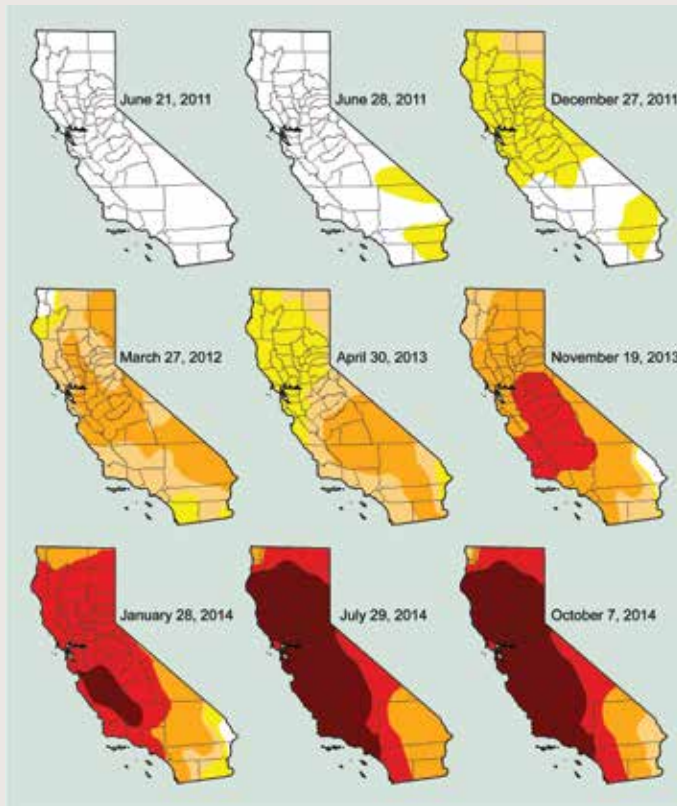 June 21, 2011
June 28, 2011
December 27, 2011
March 27, 2012
April 30, 2013
November 19, 2013
January 28, 2014
July 29, 2014
October 7, 2014